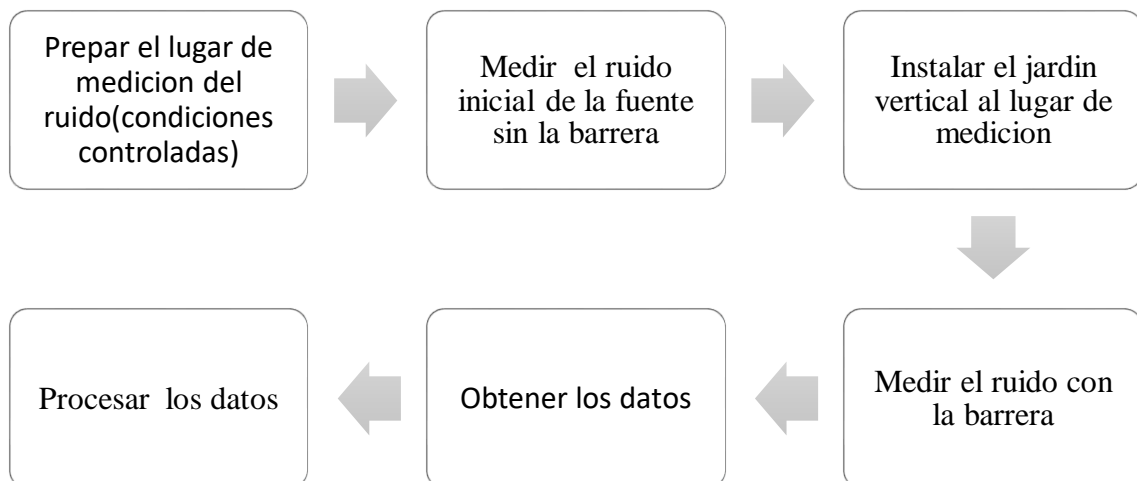 Prepar el lugar de
medicion del
ruido(condiciones
controladas)
Medir el ruido
inicial de la fuente
sin la barrera
Instalar el jardin
vertical al lugar de
medicion
Medir el ruido con
la barrera
Obtener los datos
Procesar los datos